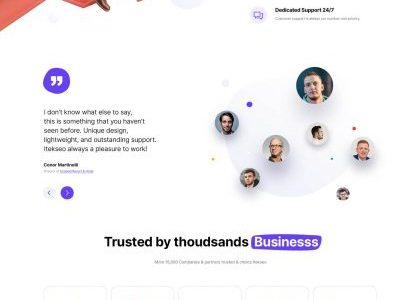 Dedicated Support 24/7
Customer support is always our number one priority.
I don't know what else to say,
this is something that you haven't
seen before. Unique design,
lightweight, and outstanding support.
Itekseo always a pleasure to work!
Conor Martinelli
Trusted by thoudsands Businesss
More 15,000 Companies & partners trusted & choice Itekseo